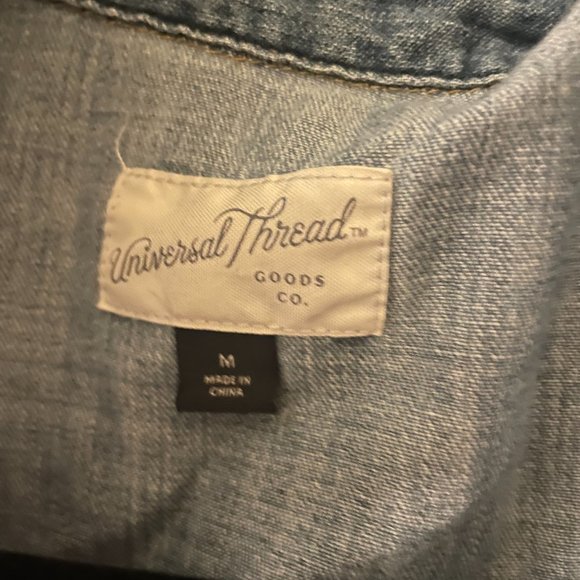 Universal Thread™
GOODS
CO.
M
MADE IN
CHINA